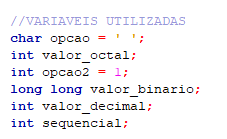 //VARIAVEIS UTILIZADAS
char opcao = ' ';
int valor_octal;
int opcao2 = 1;
long long valor_binario;
int valor_decimal;
int sequencial;